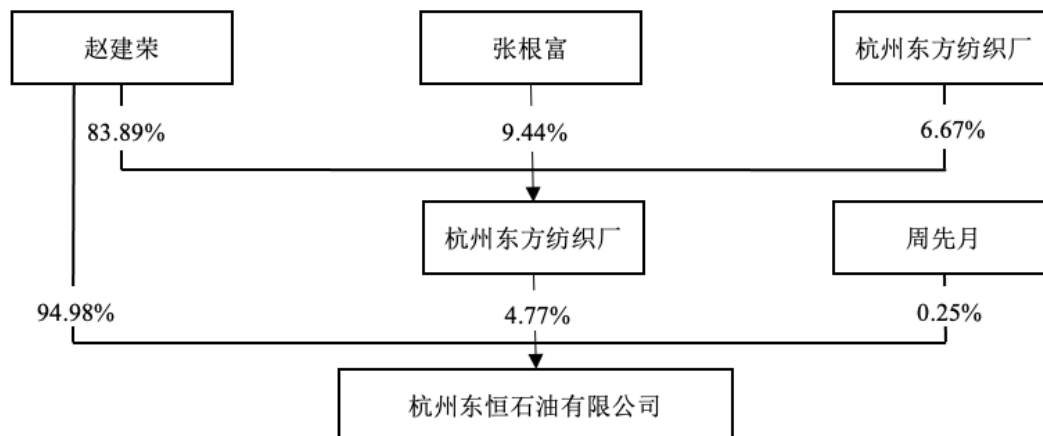 赵建荣
张根富
杭州东方纺织厂
83.89%
9.44%
6.67%
杭州东方纺织厂
周先月
94.98%
4.77%
0.25%
杭州东恒石油有限公司